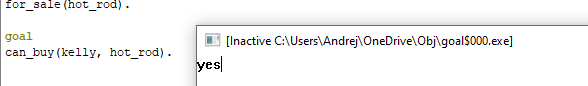 for_sale(hot_rod).
goal
can_buy(kelly, hot_rod).
[Inactive C:\Users\Andrej\OneDrive\Obj\goal$000.exe]
yes